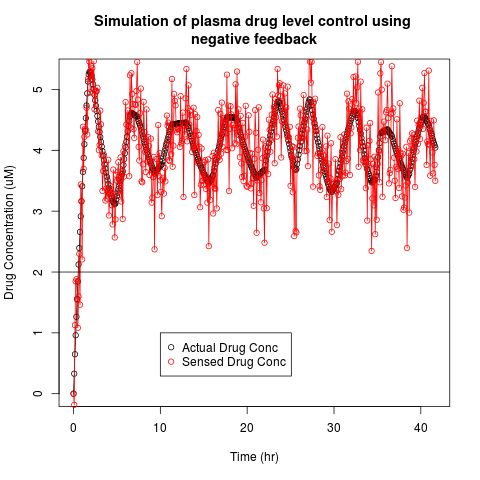 Simulation of plasma drug level control using
negative feedback
Drug Concentration (uM)
5
4
3
2
1
0
Actual Drug Conc
Sensed Drug Conc
0 10 20 30 40
Time (hr)